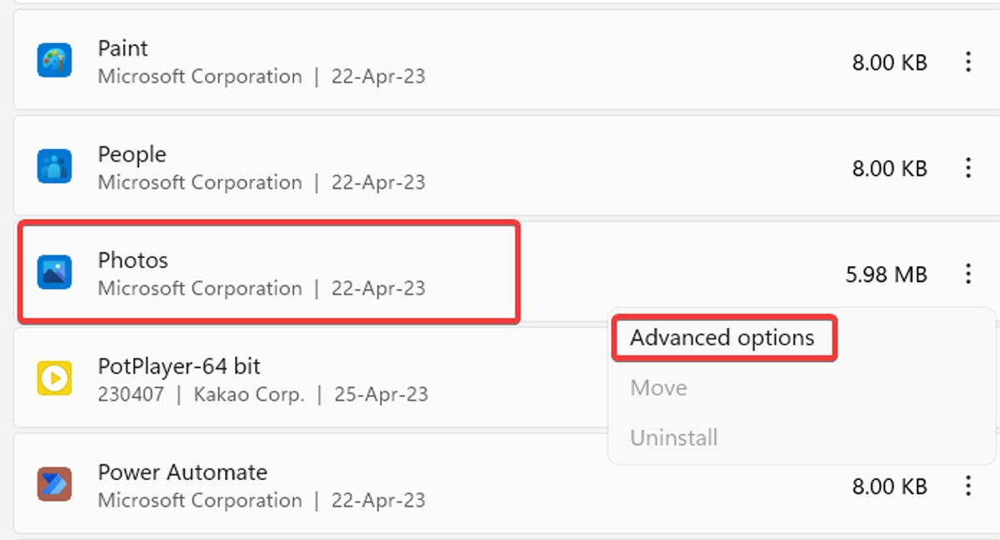 Paint
Microsoft Corporation | 22-Apr-23
8.00 KB
People
Microsoft Corporation | 22-Apr-23
8.00 KB
Photos
Microsoft Corporation | 22-Apr-23
5.98 MB
Advanced options
Move
Uninstall
PotPlayer-64 bit
230407 | Kakao Corp. | 25-Apr-23
Power Automate
Microsoft Corporation | 22-Apr-23
8.00 KB